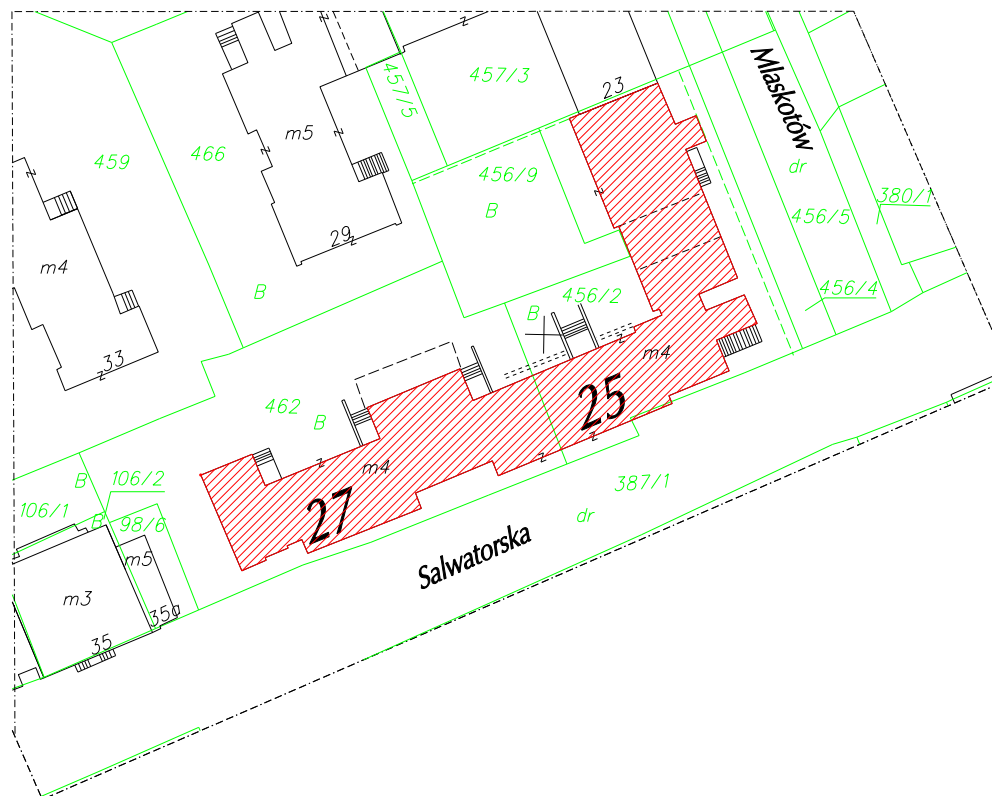 457/3
457/5
23
Mlaskotów
m5
466
459
456/9
dr
B
380/1
456/5
29
m4
B
456/4
456/2
B
m4
33
462
B
25
m4
B
106/2
27
387/1
106/1
B
98/6
dr
m5
Salwatorska
m3
35a
35
z
z
z
z
z
z
z
z
z
z
z
z